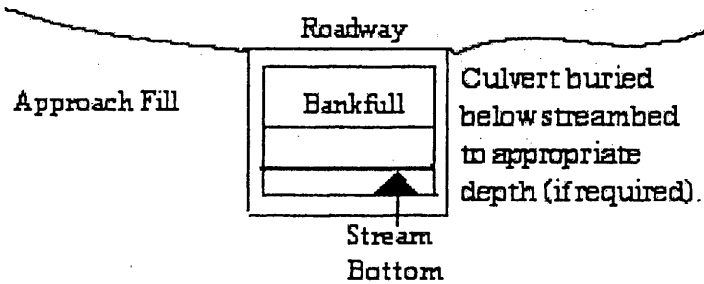 Roadway
Approach Fill
Bankfull
Culvert buried
below streambed
to appropriate
depth (if required).
Stream
Bottom